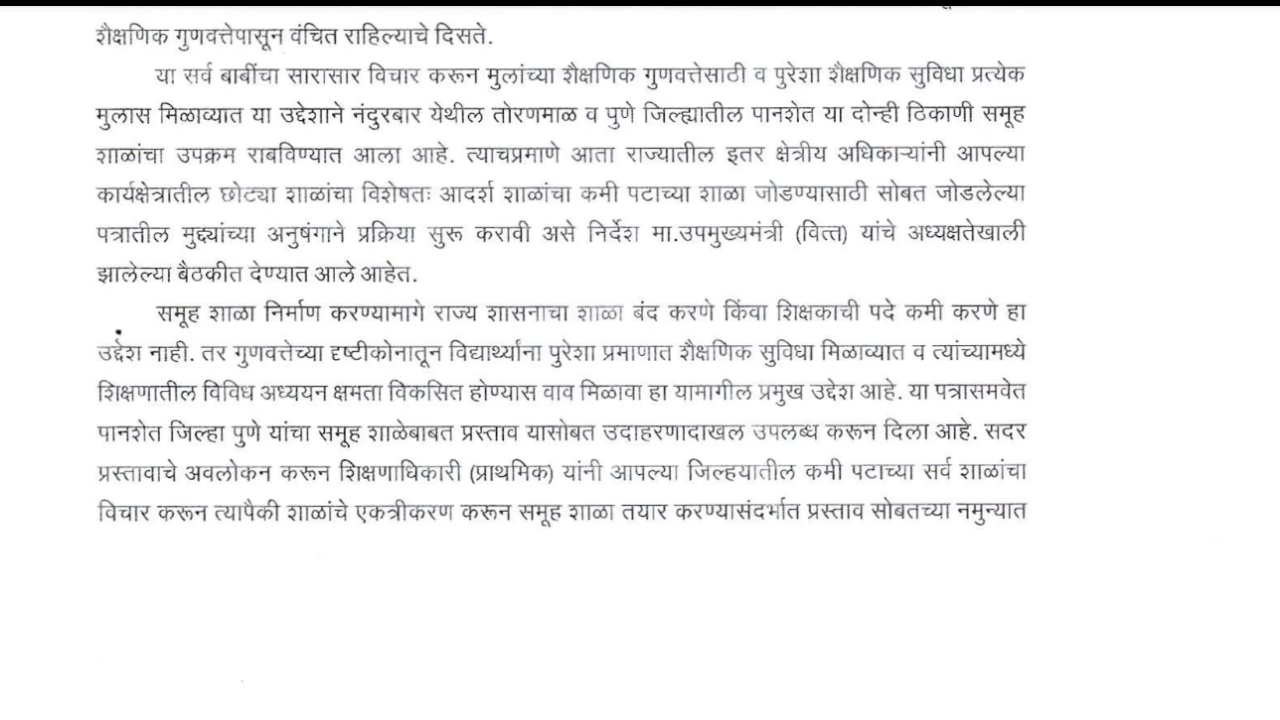 शैक्षणिक गुणवत्तेपासून वंचित राहिल्याचे दिसते.
या सर्व बाबींचा सारासार विचार करून मुलांच्या शैक्षणिक गुणवत्तेसाठी व पुरेशा शैक्षणिक सुविधा प्रत्येक
मुलास मिळाव्यात या उद्देशाने नंदुरबार येथील तोरणमाळ व पुणे जिल्ह्यातील पानशेत या दोन्ही ठिकाणी समूह
शाळांचा उपक्रम राबविण्यात आला आहे. त्याचप्रमाणे आता राज्यातील इतर क्षेत्रीय अधिकाऱ्यांनी आपल्या
कार्यक्षेत्रातील छोट्या शाळांचा विशेषतः आदर्श शाळांचा कमी पटाच्या शाळा जोडण्यासाठी सोबत जोडलेल्या
पत्रातील मुद्द्यांच्या अनुषंगाने प्रक्रिया सुरू करावी असे निर्देश मा.उपमुख्यमंत्री (वित्त) यांचे अध्यक्षतेखाली
झालेल्या बैठकीत देण्यात आले आहेत.
समूह शाळा निर्माण करण्यामागे राज्य शासनाचा शाळा बंद करणे किंवा शिक्षकाची पदे कमी करणे हा
उद्देश नाही. तर गुणवत्तेच्या दृष्टीकोनातून विद्यार्थ्यांना पुरेशा प्रमाणात शैक्षणिक सुविधा मिळाव्यात व त्यांच्यामध्ये
शिक्षणातील विविध अध्ययन क्षमता विकसित होण्यास वाव मिळावा हा यामागील प्रमुख उद्देश आहे. या पत्रासमवेत
पानशेत जिल्हा पुणे यांचा समूह शाळेबाबत प्रस्ताव यासोबत उदाहरणादाखल उपलब्ध करून दिला आहे. सदर
प्रस्तावाचे अवलोकन करून शिक्षणाधिकारी (प्राथमिक) यांनी आपल्या जिल्हयातील कमी पटाच्या सर्व शाळांचा
विचार करून त्यापैकी शाळांचे एकत्रीकरण करून समूह शाळा तयार करण्यासंदर्भात प्रस्ताव सोबतच्या नमुन्यात